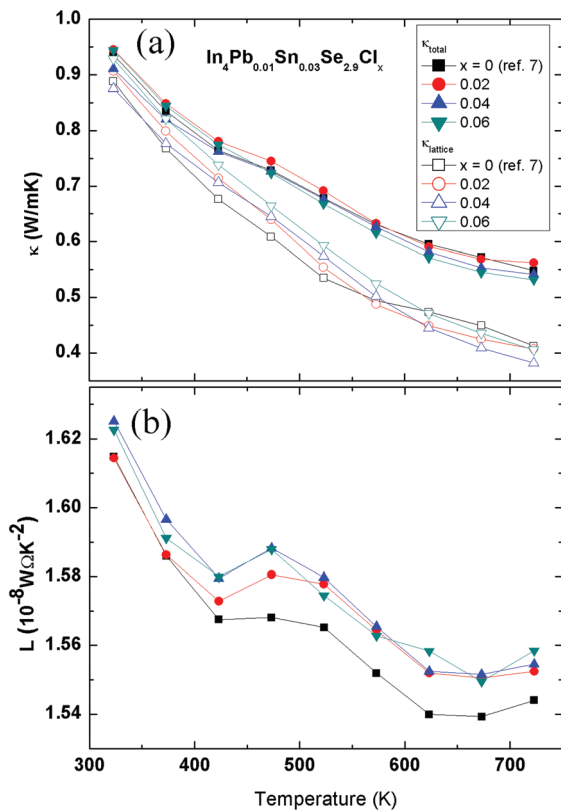 (a)
In₄Pb₀.₀₁Sn₀.₀₃Se₂.₉Clₓ
κ_total
x = 0 (ref. 7)
0.02
0.04
0.06
κ_lattice
x = 0 (ref. 7)
0.02
0.04
0.06
1.0
0.9
0.8
0.7
0.6
0.5
0.4
κ (W/mK)
(b)
1.62
1.60
1.58
1.56
1.54
L (10⁻⁸WΩK⁻²)
300 400 500 600 700
Temperature (K)